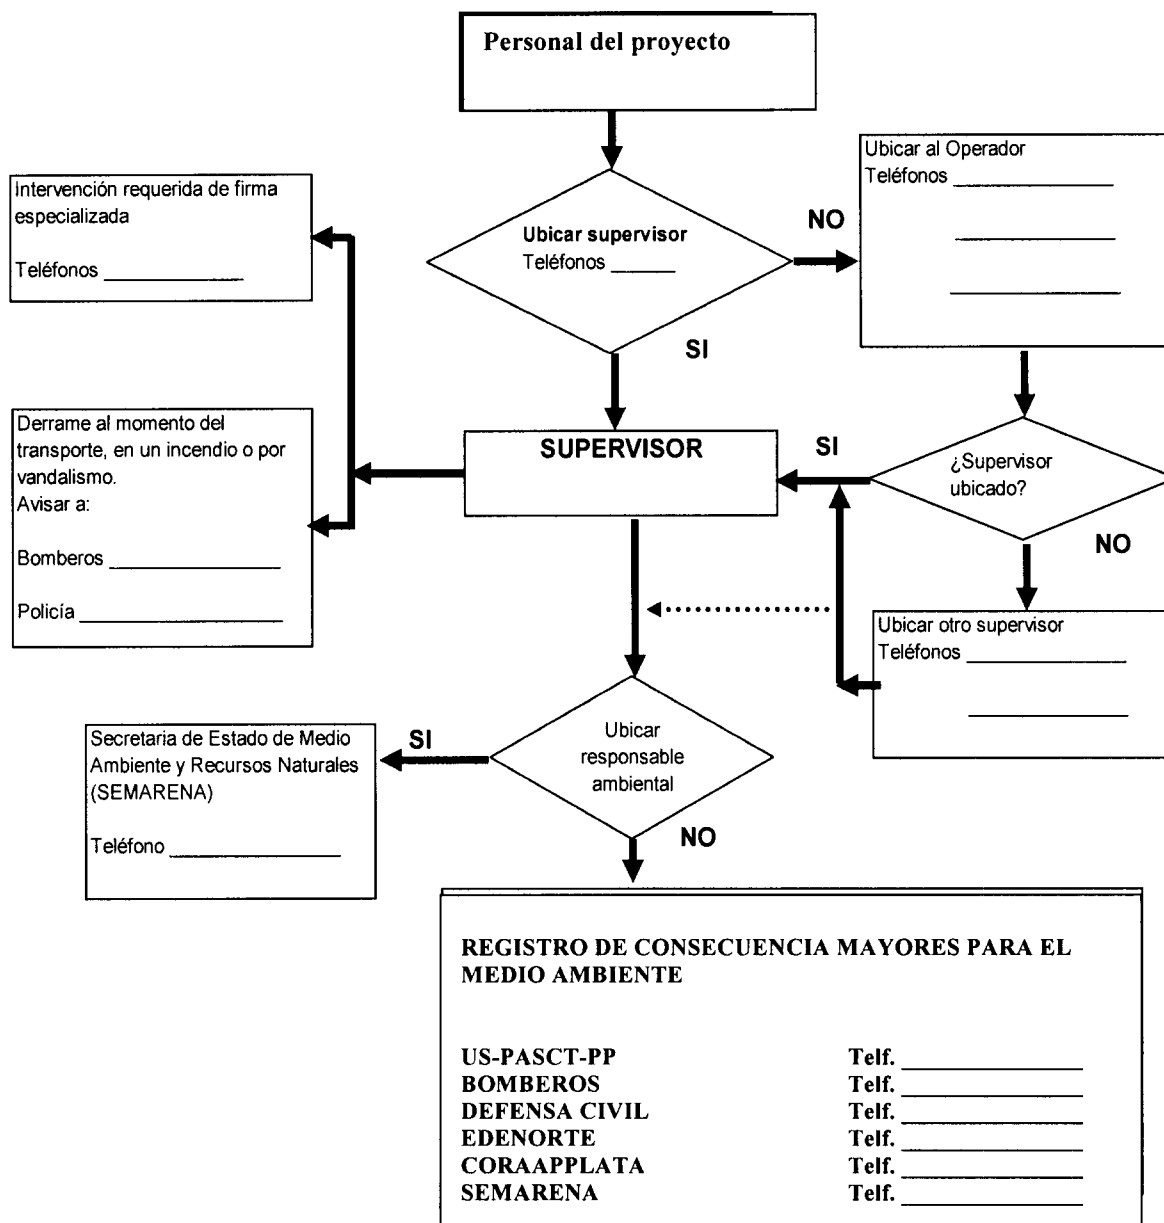 Personal del proyecto
Ubicar al Operador
Teléfonos
Intervención requerida de firma
especializada
Teléfonos
Ubicar supervisor
Teléfonos
NO
SI
Derrame al momento del
transporte, en un incendio o por
vandalismo.
Avisar a:
Bomberos
Policía
SUPERVISOR
SI
¿Supervisor
ubicado?
NO
Ubicar otro supervisor
Teléfonos
Secretaria de Estado de Medio
Ambiente y Recursos Naturales
(SEMARENA)
Teléfono
SI
Ubicar
responsable
ambiental
NO
REGISTRO DE CONSECUENCIA MAYORES PARA EL
MEDIO AMBIENTE
US-PASCT-PP Telf.
BOMBEROS Telf.
DEFENSA CIVIL Telf.
EDENORTE Telf.
CORAAPPLATA Telf.
SEMARENA Telf.